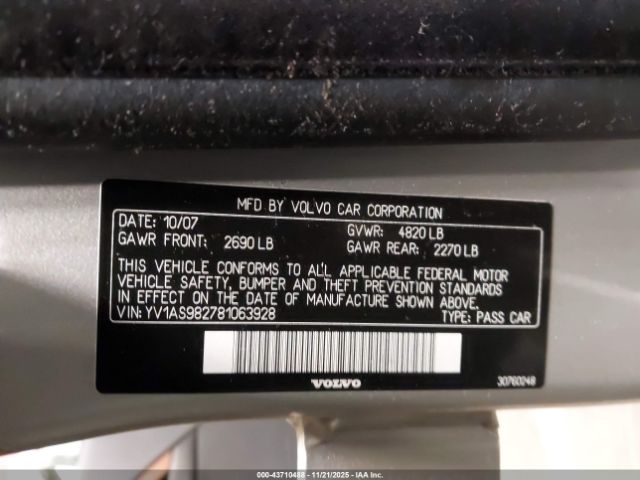 MFD BY VOLVO CAR CORPORATION
DATE: 10/07 GVWR: 4820 LB
GAWR FRONT: 2690 LB GAWR REAR: 2270 LB
THIS VEHICLE CONFORMS TO ALL APPLICABLE FEDERAL MOTOR
VEHICLE SAFETY, BUMPER AND THEFT PREVENTION STANDARDS
IN EFFECT ON THE DATE OF MANUFACTURE SHOWN ABOVE.
VIN: YV1AS982781063928 TYPE: PASS CAR
VOLVO 30760248
000-43710488 - 11/21/2025 - IAA Inc.